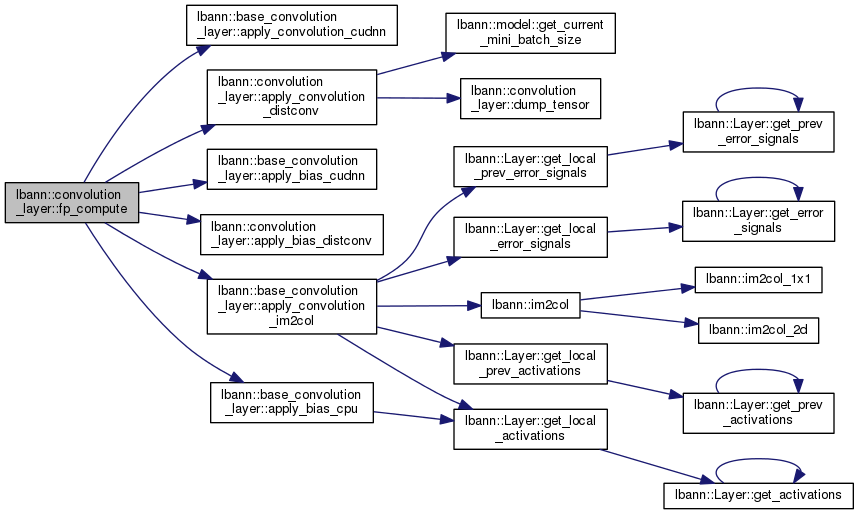 lbann::base_convolution
_layer::apply_convolution_cudnn
lbann::model::get_current
_mini_batch_size
lbann::convolution
_layer::apply_convolution
_distconv
lbann::convolution
_layer::dump_tensor
lbann::Layer::get_prev
_error_signals
lbann::base_convolution
_layer::apply_bias_cudnn
lbann::Layer::get_local
_prev_error_signals
lbann::convolution
_layer::fp_compute
lbann::convolution
_layer::apply_bias_distconv
lbann::Layer::get_local
_error_signals
lbann::Layer::get_error
_signals
lbann::base_convolution
_layer::apply_convolution
_im2col
lbann::im2col
lbann::im2col_1x1
lbann::im2col_2d
lbann::Layer::get_local
_prev_activations
lbann::Layer::get_prev
_activations
lbann::base_convolution
_layer::apply_bias_cpu
lbann::Layer::get_local
_activations
lbann::Layer::get_activations